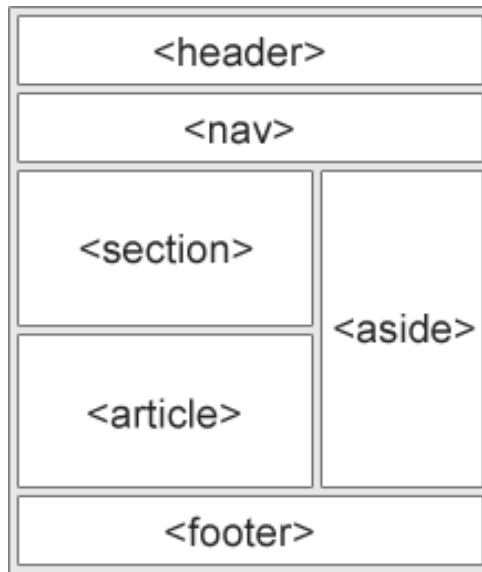 <header>
<nav>
<section>
<aside>
<article>
<footer>